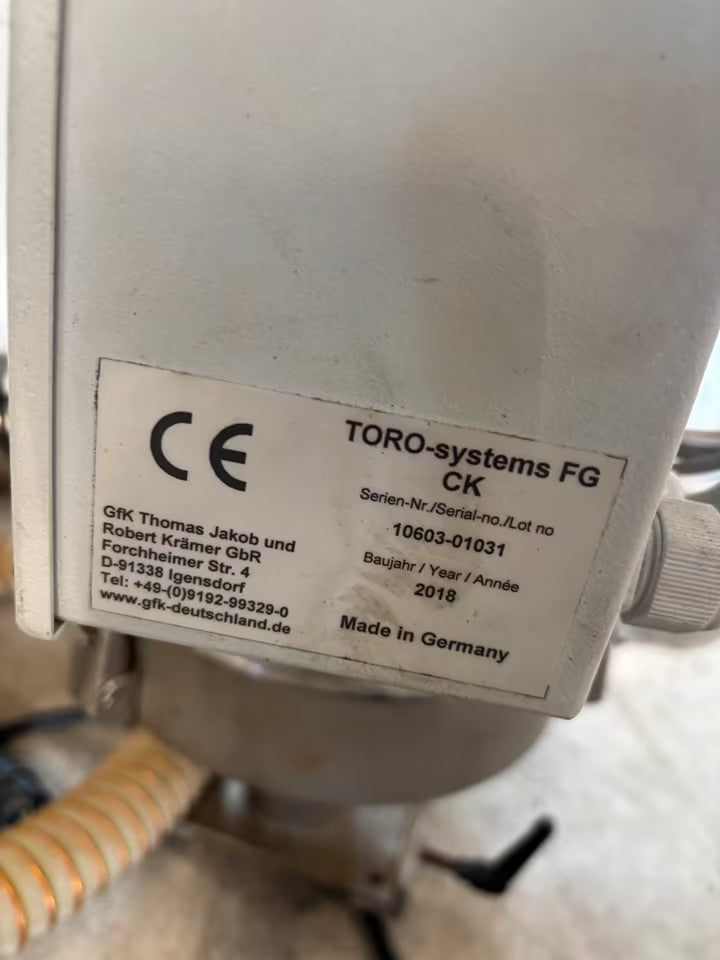 CE
GfK Thomas Jakob und
Robert Krämer GbR
Forchheimer Str. 4
D-91338 Igensdorf
Tel: +49-(0)9192-99329-0
www.gfk-deutschland.de
TORO-systems FG
CK
Serien-Nr./Serial-no./Lot no
10603-01031
Baujahr / Year / Année
2018
Made in Germany